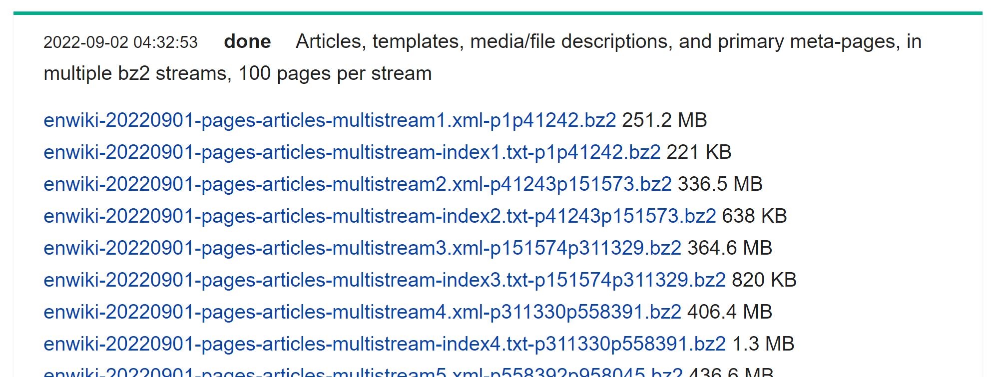 2022-09-02 04:32:53 done Articles, templates, media/file descriptions, and primary meta-pages, in
multiple bz2 streams, 100 pages per stream
enwiki-20220901-pages-articles-multistream1.xml-p1p41242.bz2 251.2 MB
enwiki-20220901-pages-articles-multistream-index1.txt-p1p41242.bz2 221 KB
enwiki-20220901-pages-articles-multistream2.xml-p41243p151573.bz2 336.5 MB
enwiki-20220901-pages-articles-multistream-index2.txt-p41243p151573.bz2 638 KB
enwiki-20220901-pages-articles-multistream3.xml-p151574p311329.bz2 364.6 MB
enwiki-20220901-pages-articles-multistream-index3.txt-p151574p311329.bz2 820 KB
enwiki-20220901-pages-articles-multistream4.xml-p311330p558391.bz2 406.4 MB
enwiki-20220901-pages-articles-multistream-index4.txt-p311330p558391.bz2 1.3 MB
enwiki-20220901-pages-articles-multistream5.xml-p558392p958045.bz2 436.6 MB